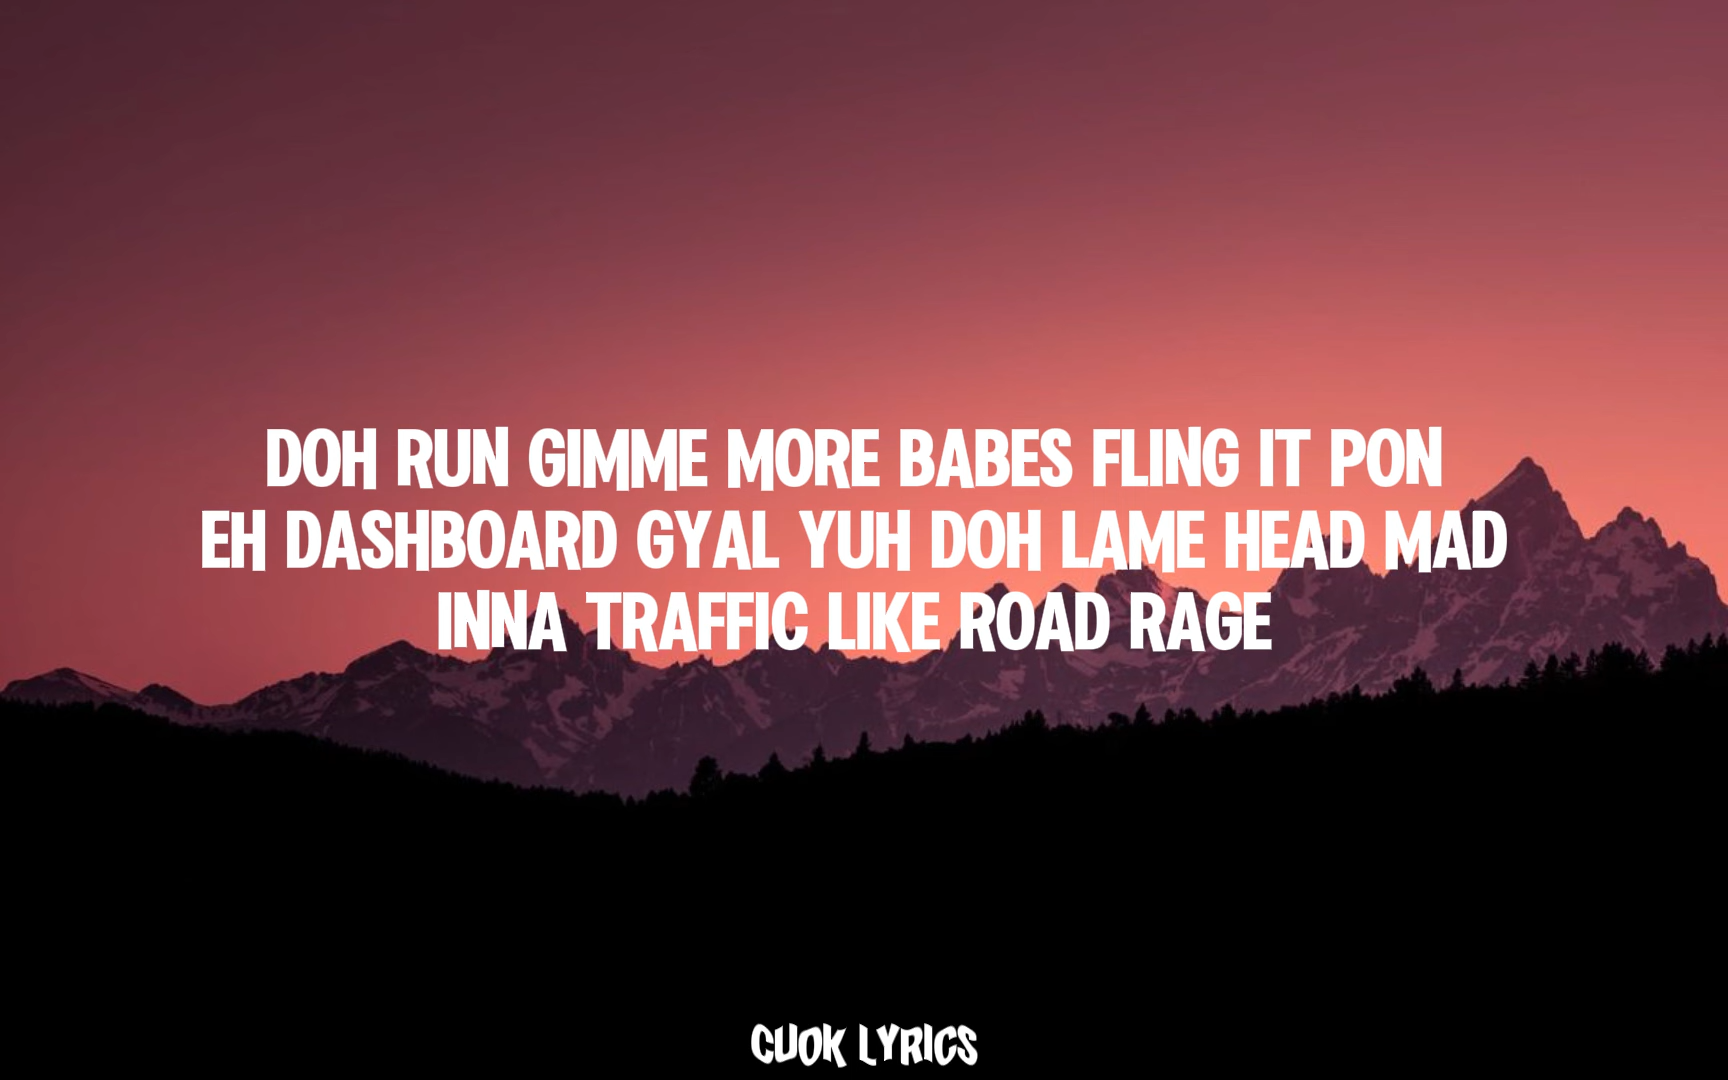 DOH RUN GIMME MORE BABES FLING IT PON
EH DASHBOARD GYAL YUH DOH LAME HEAD MAD
INNA TRAFFIC LIKE ROAD RAGE
CUOK LYRICS